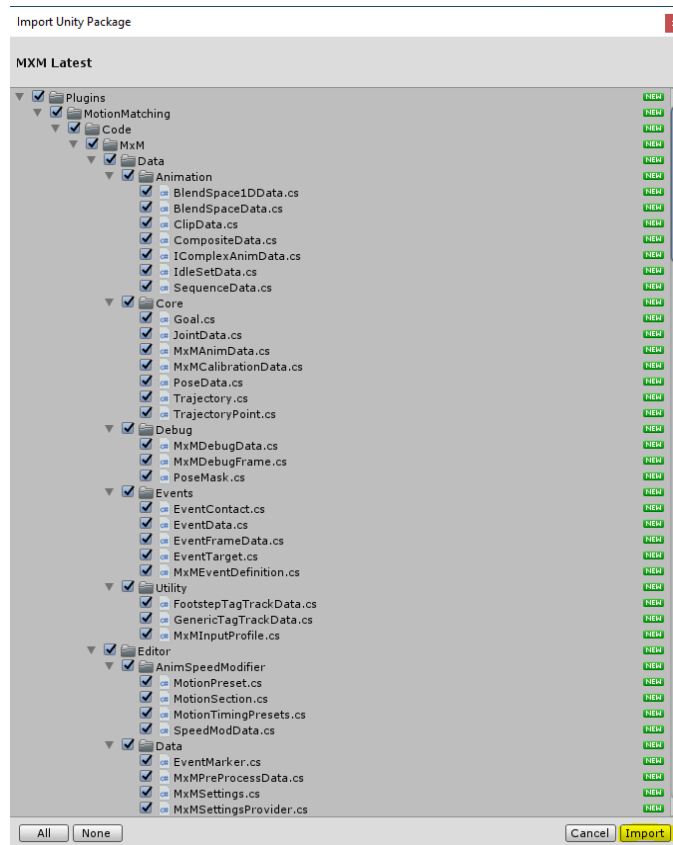 Import Unity Package
MXM Latest
Plugins NEW
MotionMatching NEW
Code NEW
MxM NEW
Data NEW
Animation NEW
BlendSpace1DData.cs NEW
BlendSpaceData.cs NEW
ClipData.cs NEW
CompositeData.cs NEW
IComplexAnimData.cs NEW
IdleSetData.cs NEW
SequenceData.cs NEW
Core NEW
Goal.cs NEW
JointData.cs NEW
MxMAnimData.cs NEW
MxMCalibrationData.cs NEW
PoseData.cs NEW
Trajectory.cs NEW
TrajectoryPoint.cs NEW
Debug NEW
MxMDebugData.cs NEW
MxMDebugFrame.cs NEW
PoseMask.cs NEW
Events NEW
EventContact.cs NEW
EventData.cs NEW
EventFrameData.cs NEW
EventTarget.cs NEW
MxMEventDefinition.cs NEW
Utility NEW
FootstepTagTrackData.cs NEW
GenericTagTrackData.cs NEW
MxMInputProfile.cs NEW
Editor NEW
AnimSpeedModifier NEW
MotionPreset.cs NEW
MotionSection.cs NEW
MotionTimingPresets.cs NEW
SpeedModData.cs NEW
Data NEW
EventMarker.cs NEW
MxMPreProcessData.cs NEW
MxMSettings.cs NEW
MxMSettingsProvider.cs NEW
All None Cancel Import